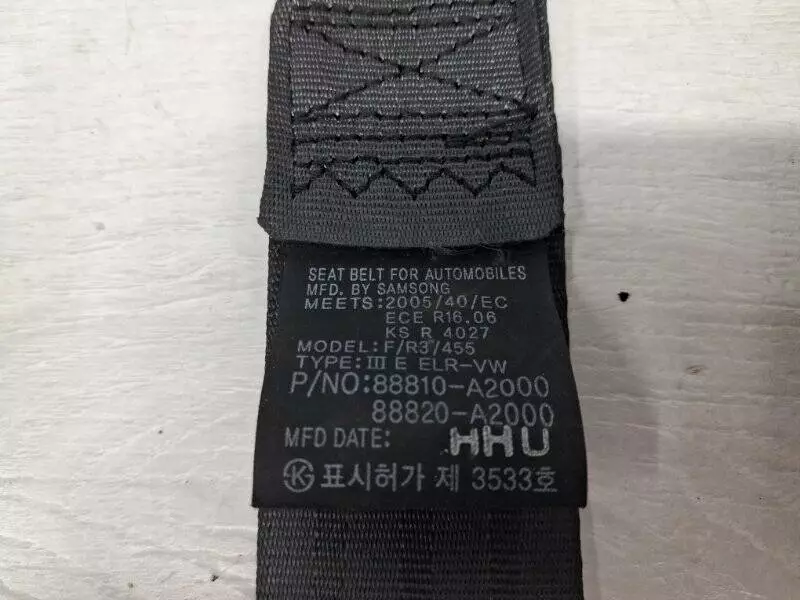 SEAT BELT FOR AUTOMOBILES
MFD. BY SAMSONG
MEETS:2005/40/EC
ECE R16.06
KS R 4027
MODEL:F/R3/455
TYPE:Ⅲ E ELR-VW
P/NO:88810-A2000
88820-A2000
MFD DATE: HHU
㉿ 표시허가 제 3533호